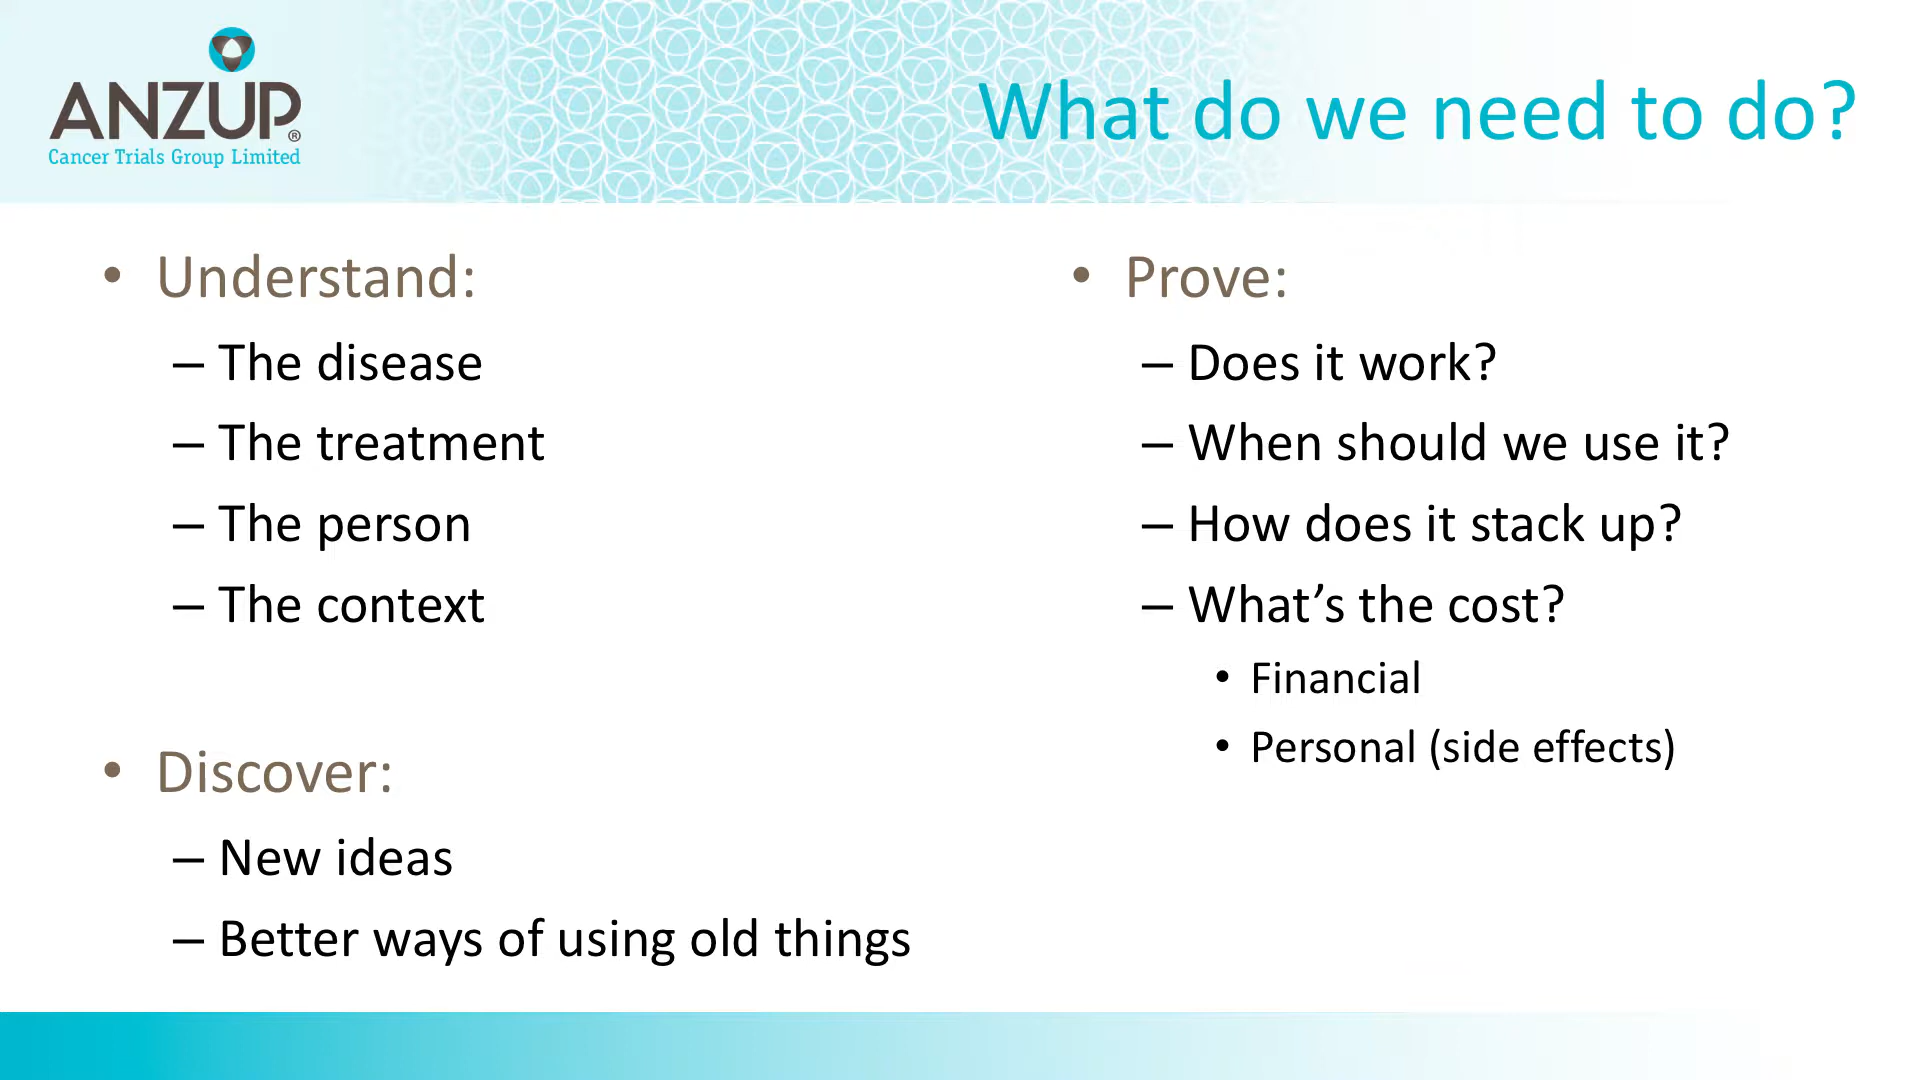 ANZUP®
Cancer Trials Group Limited
What do we need to do?
• Understand:
– The disease
– The treatment
– The person
– The context
• Discover:
– New ideas
– Better ways of using old things
• Prove:
– Does it work?
– When should we use it?
– How does it stack up?
– What’s the cost?
• Financial
• Personal (side effects)